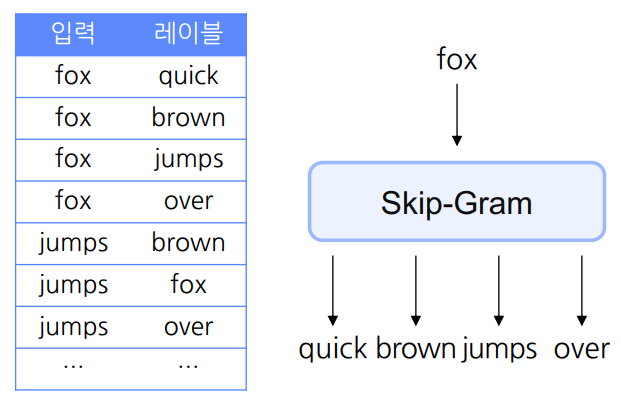 입력 레이블
fox quick
fox brown
fox jumps
fox over
jumps brown
jumps fox
jumps over
... ...
fox
Skip-Gram
quick brown jumps over